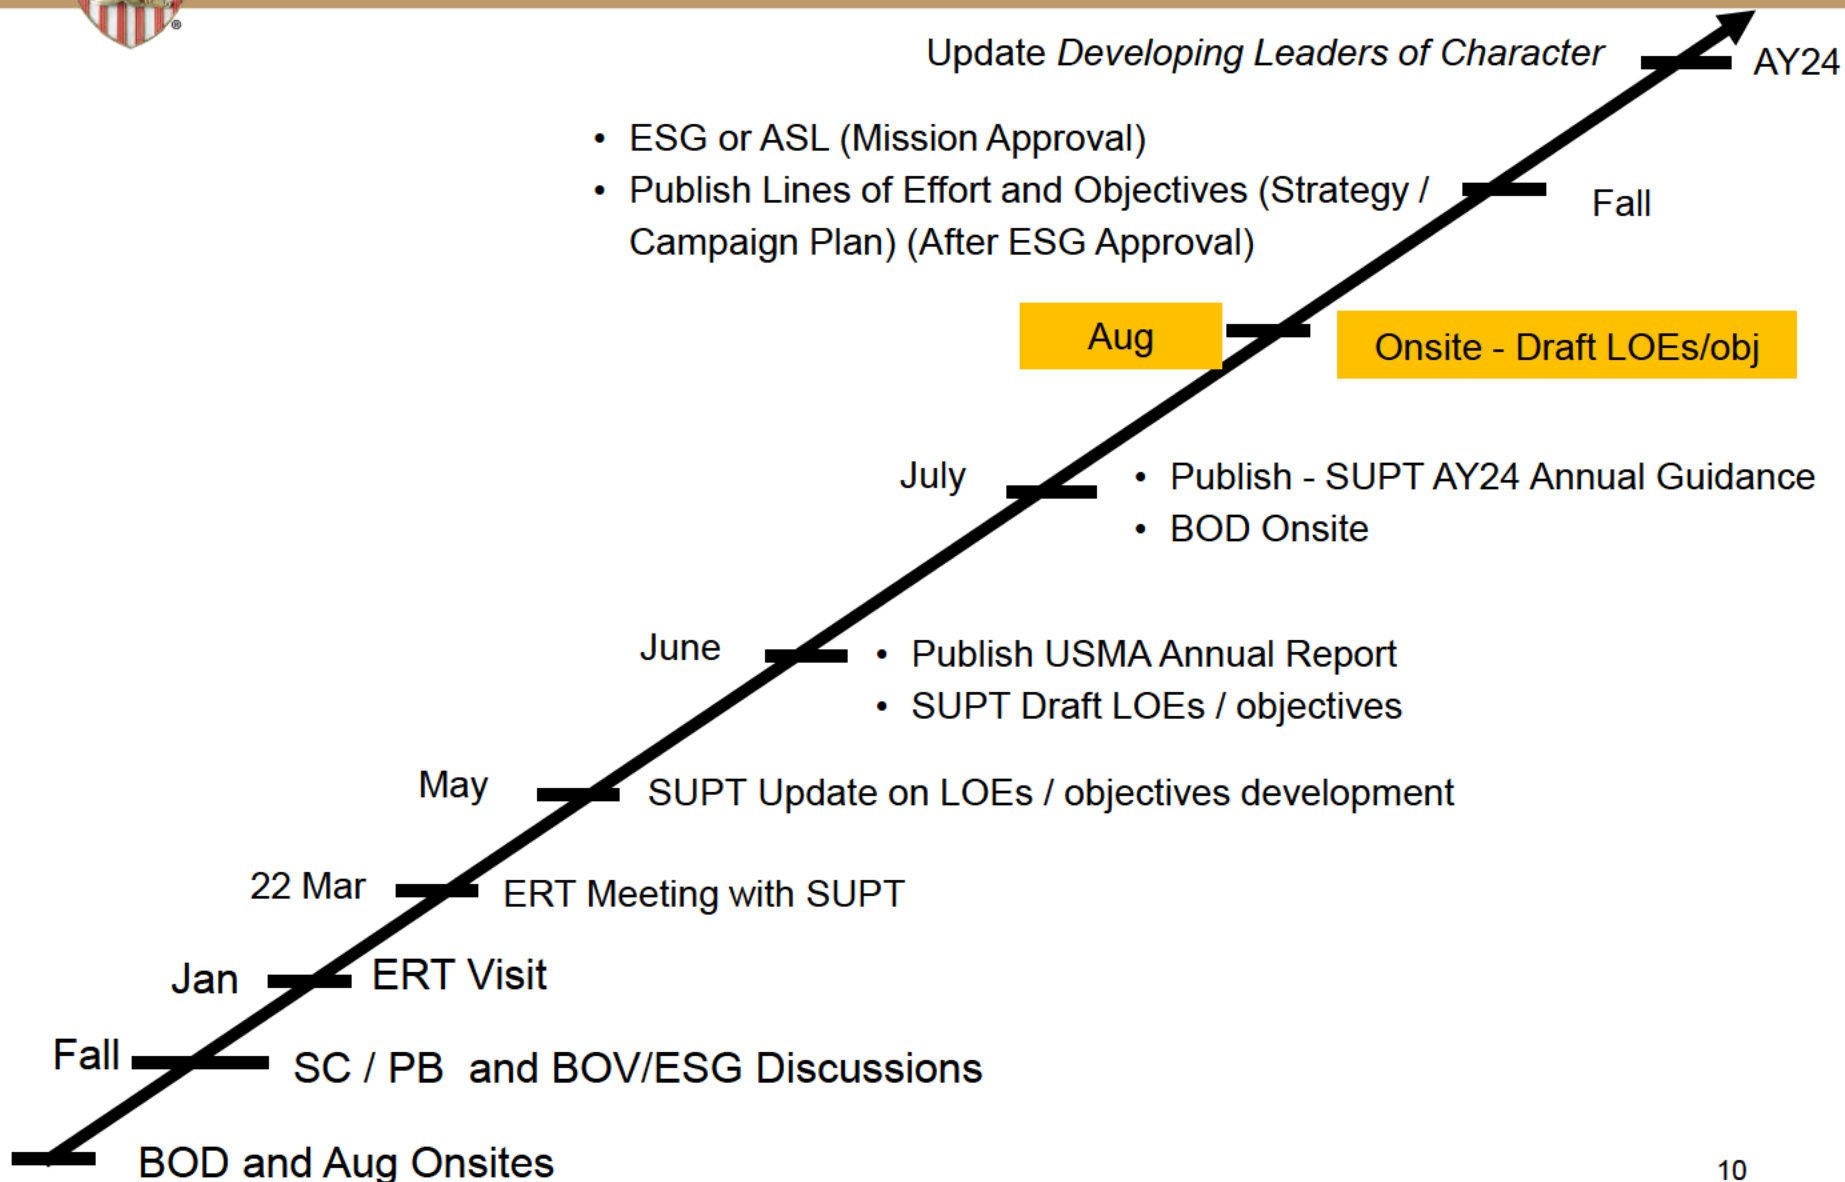 ®
Update Developing Leaders of Character
AY24
• ESG or ASL (Mission Approval)
• Publish Lines of Effort and Objectives (Strategy /
Campaign Plan) (After ESG Approval)
Fall
Aug
Onsite - Draft LOEs/obj
July
• Publish - SUPT AY24 Annual Guidance
• BOD Onsite
June
• Publish USMA Annual Report
• SUPT Draft LOEs / objectives
May
SUPT Update on LOEs / objectives development
22 Mar
ERT Meeting with SUPT
Jan
ERT Visit
Fall
SC / PB and BOV/ESG Discussions
BOD and Aug Onsites
10